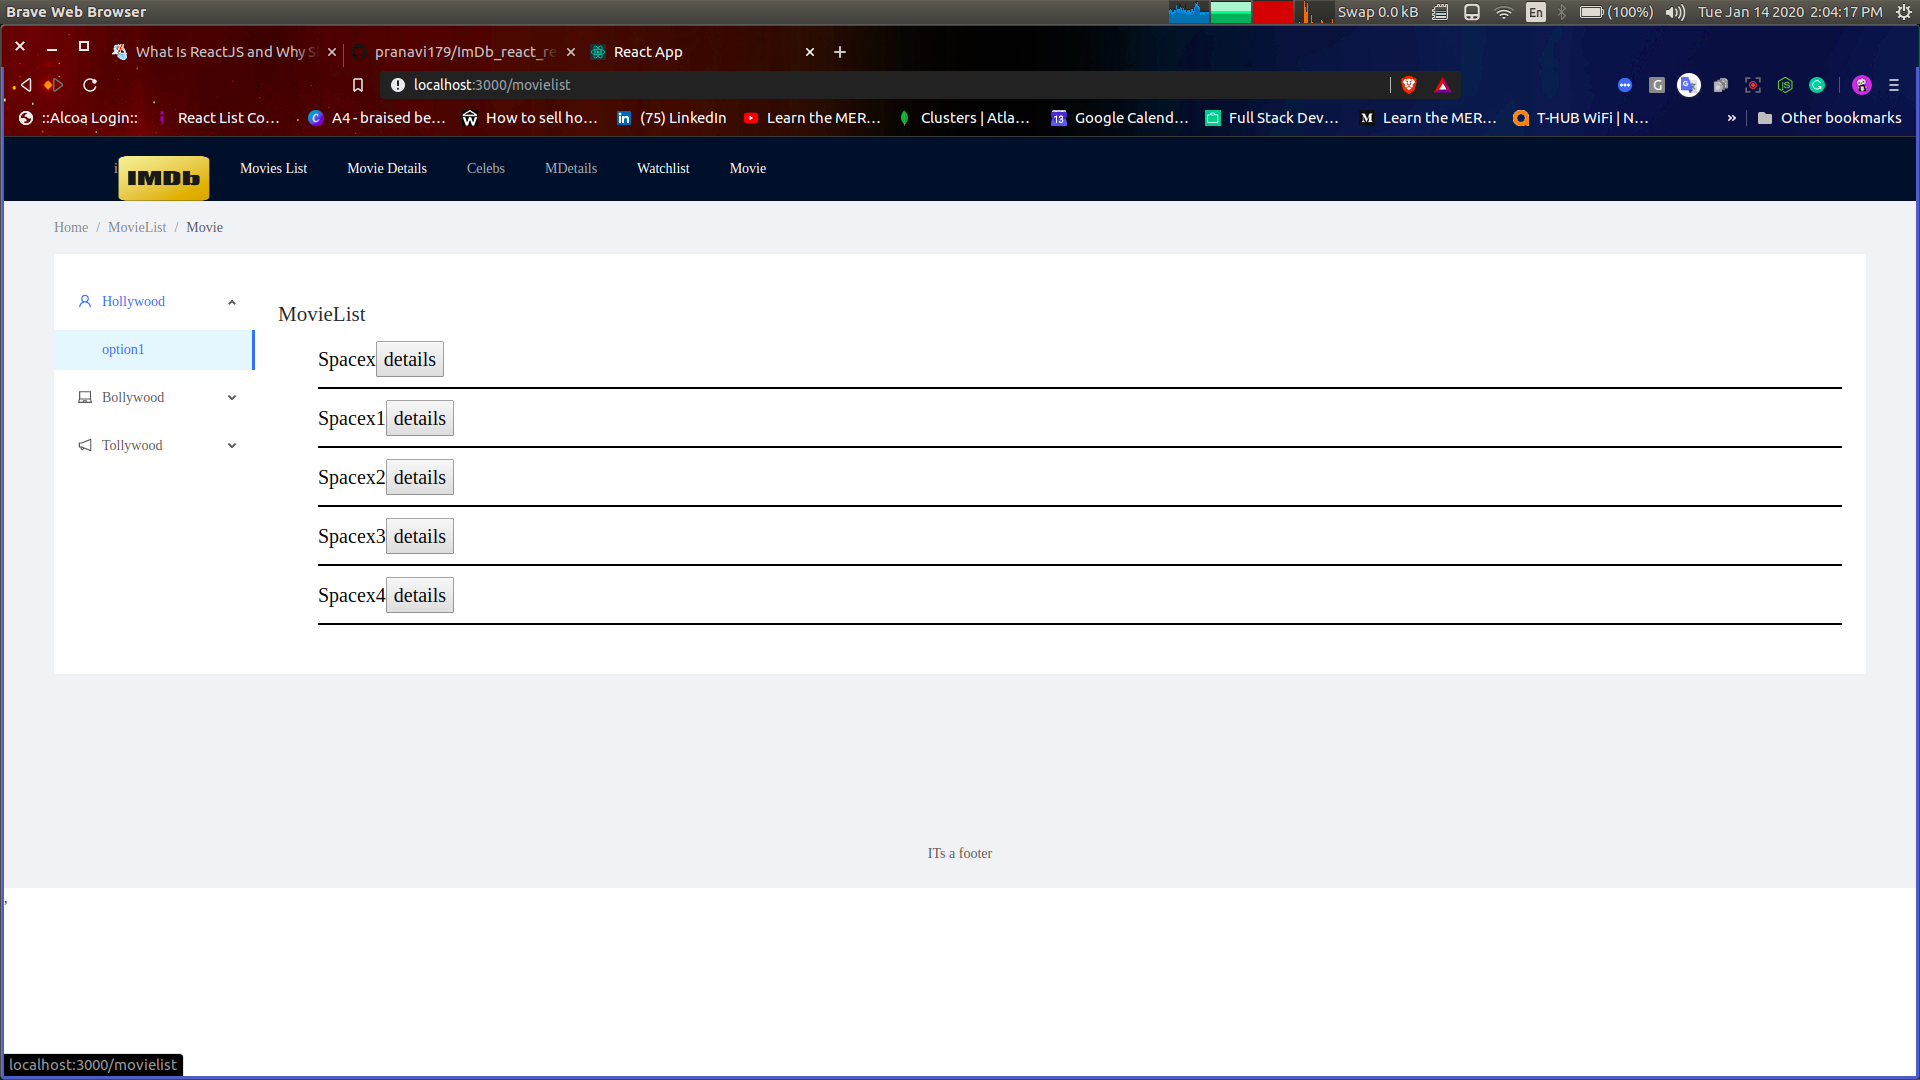 Brave Web Browser
Swap 0.0 kB
En
(100%)
Tue Jan 14 2020 2:04:17 PM
What Is ReactJS and Why S
pranavi179/ImDb_react_re
React App
localhost:3000/movielist
::Alcoa Login::
React List Co...
A4 - braised be...
How to sell ho...
(75) LinkedIn
Learn the MER...
Clusters | Atla...
13
Google Calend...
Full Stack Dev...
Learn the MER...
T-HUB WiFi | N...
»
Other bookmarks
IMDb
Movies List
Movie Details
Celebs
MDetails
Watchlist
Movie
Home / MovieList / Movie
Hollywood
option1
Bollywood
Tollywood
MovieList
Spacex details
Spacex1 details
Spacex2 details
Spacex3 details
Spacex4 details
ITs a footer
,
localhost:3000/movielist